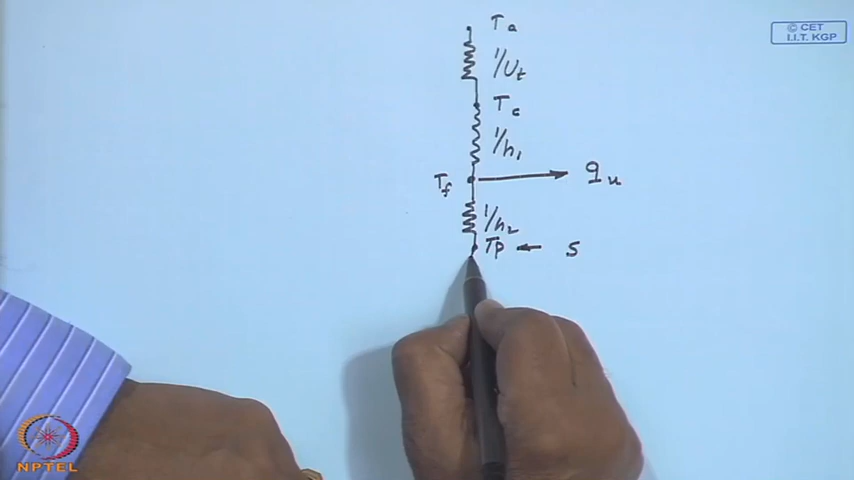 Ta
1/Ut
Tc
1/h1
Tf
qu
1/h2
Tp
S
© CET
I.I.T. KGP
NPTEL